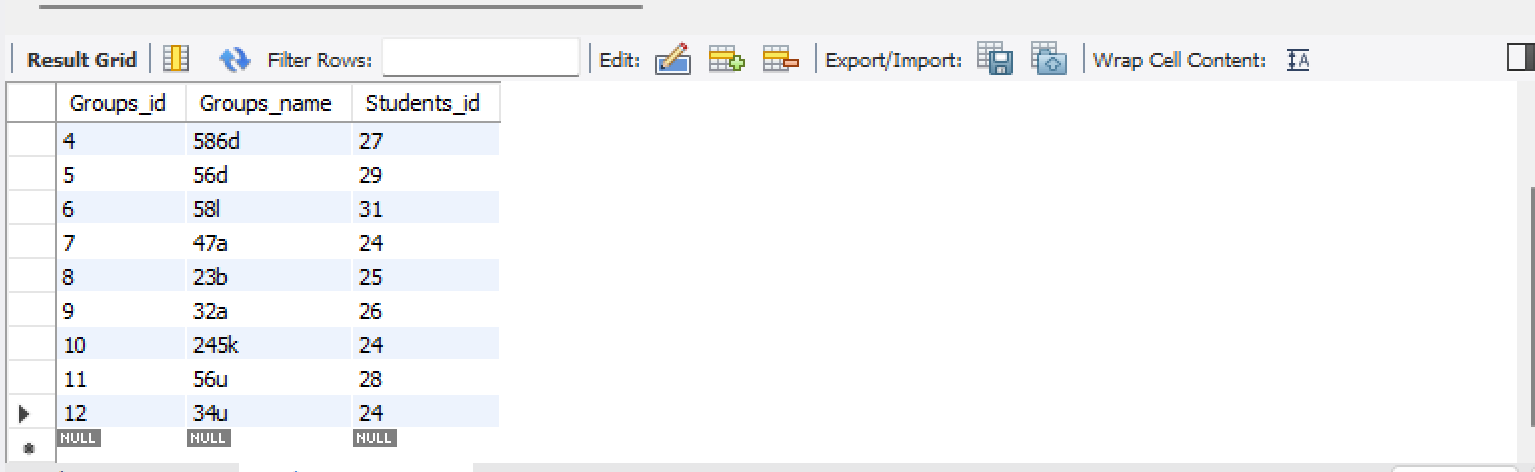 Result Grid Filter Rows: Edit: Export/Import: Wrap Cell Content: IA
Groups_id Groups_name Students_id
4 586d 27
5 56d 29
6 58l 31
7 47a 24
8 23b 25
9 32a 26
10 245k 24
11 56u 28
12 34u 24
NULL NULL NULL